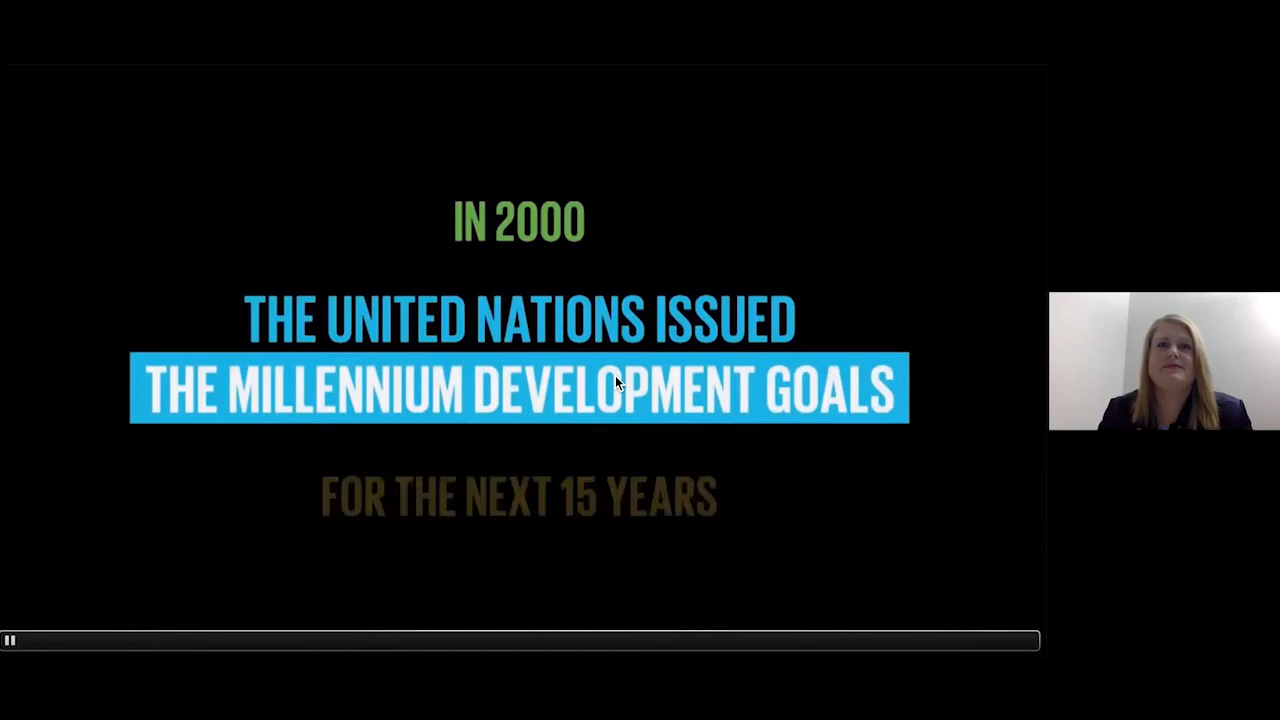 IN 2000
THE UNITED NATIONS ISSUED
THE MILLENNIUM DEVELOPMENT GOALS
FOR THE NEXT 15 YEARS